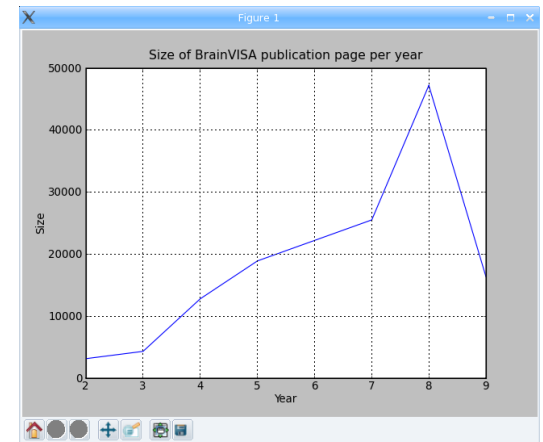 Figure 1
Size of BrainVISA publication page per year
50000
40000
30000
20000
10000
0
Size
2 3 4 5 6 7 8 9
Year